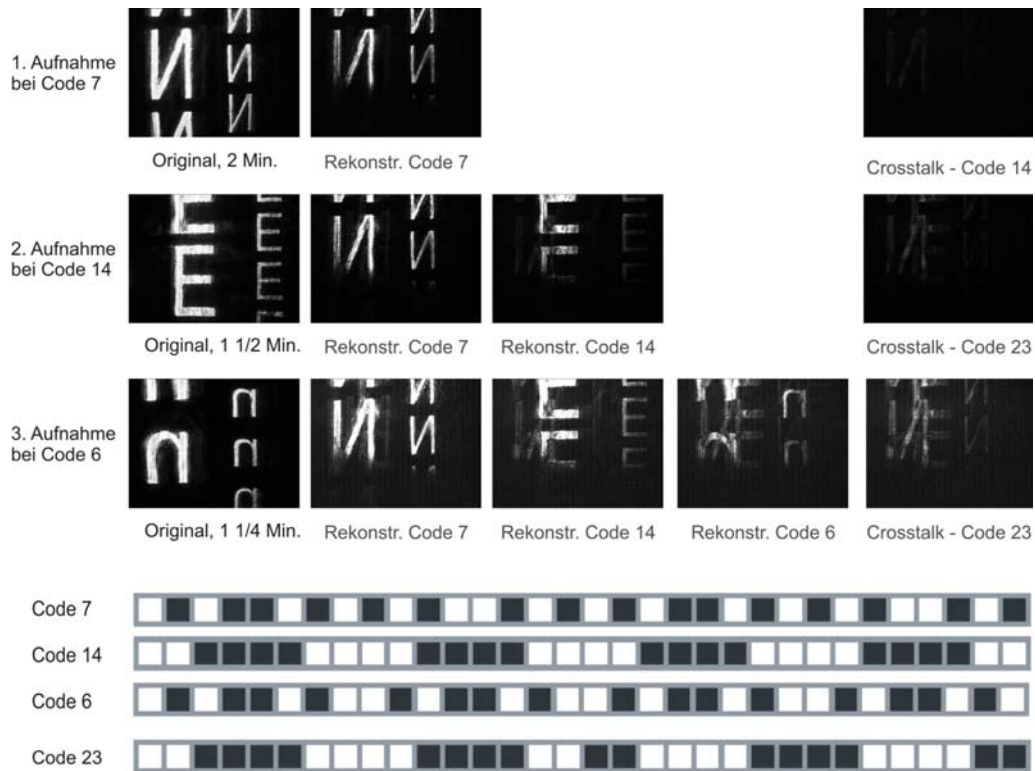 1. Aufnahme
bei Code 7
Original, 2 Min.
Rekonstr. Code 7
Crosstalk - Code 14
2. Aufnahme
bei Code 14
Original, 1 1/2 Min.
Rekonstr. Code 7
Rekonstr. Code 14
Crosstalk - Code 23
3. Aufnahme
bei Code 6
Original, 1 1/4 Min.
Rekonstr. Code 7
Rekonstr. Code 14
Rekonstr. Code 6
Crosstalk - Code 23
Code 7
Code 14
Code 6
Code 23